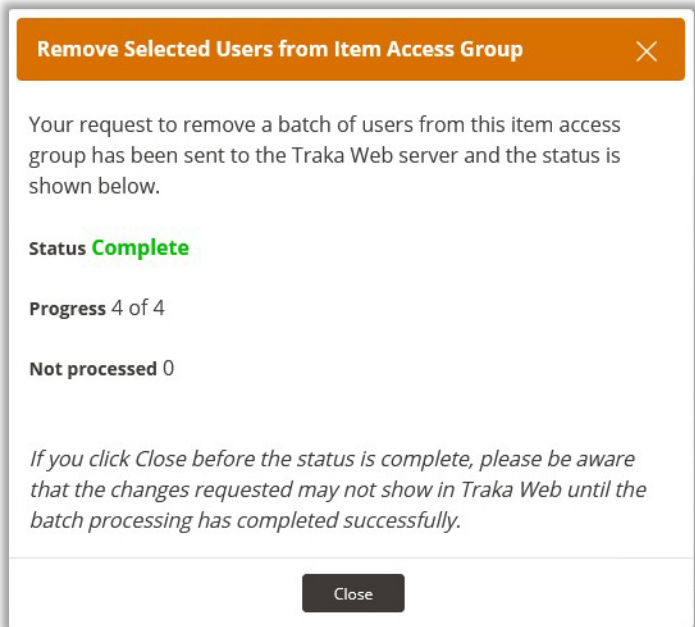 Remove Selected Users from Item Access Group
Your request to remove a batch of users from this item access
group has been sent to the Traka Web server and the status is
shown below.
Status Complete
Progress 4 of 4
Not processed 0
If you click Close before the status is complete, please be aware
that the changes requested may not show in Traka Web until the
batch processing has completed successfully.
Close